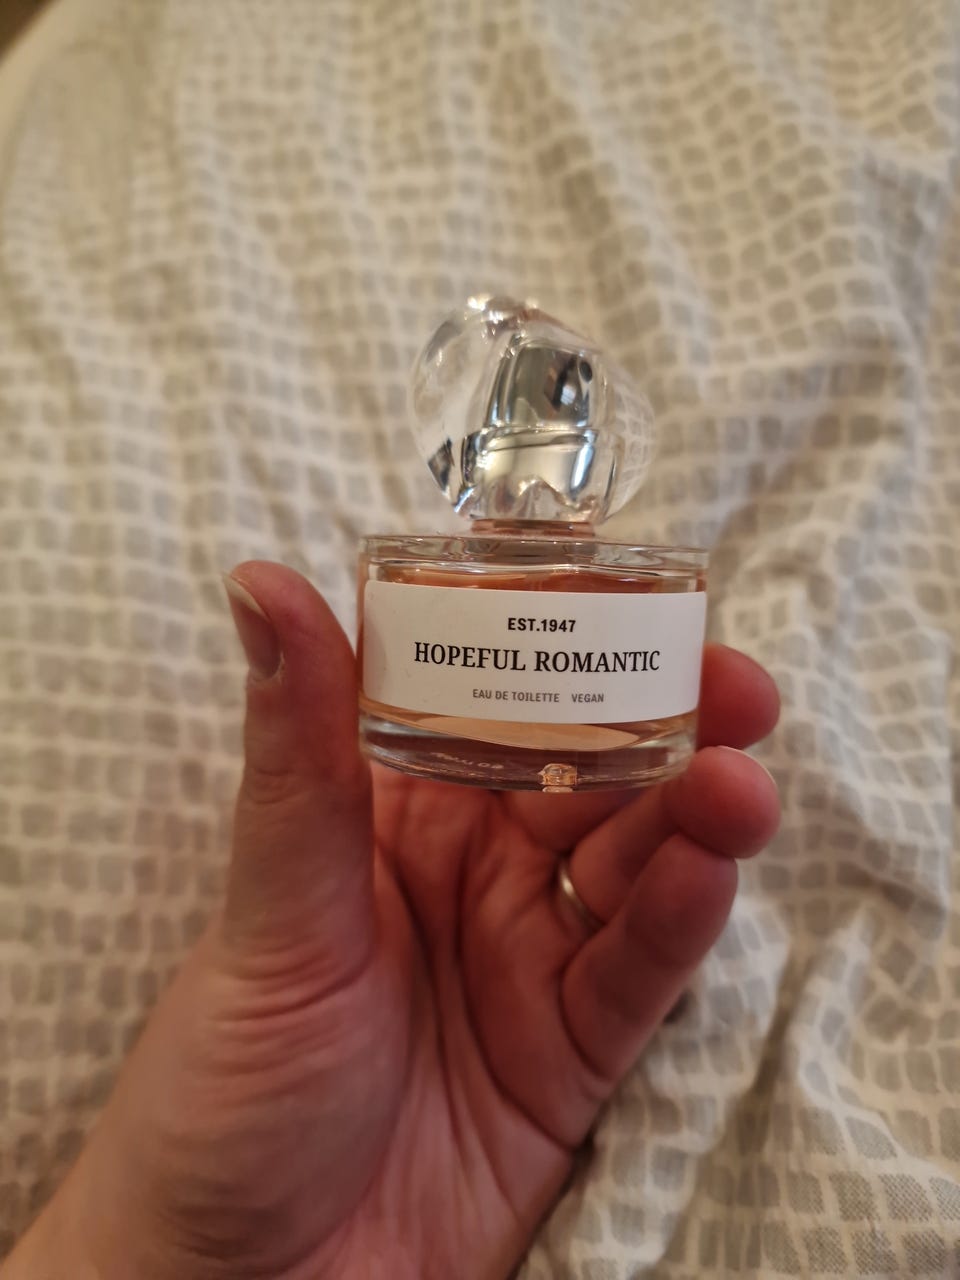 EST.1947
HOPEFUL ROMANTIC
EAU DE TOILETTE VEGAN